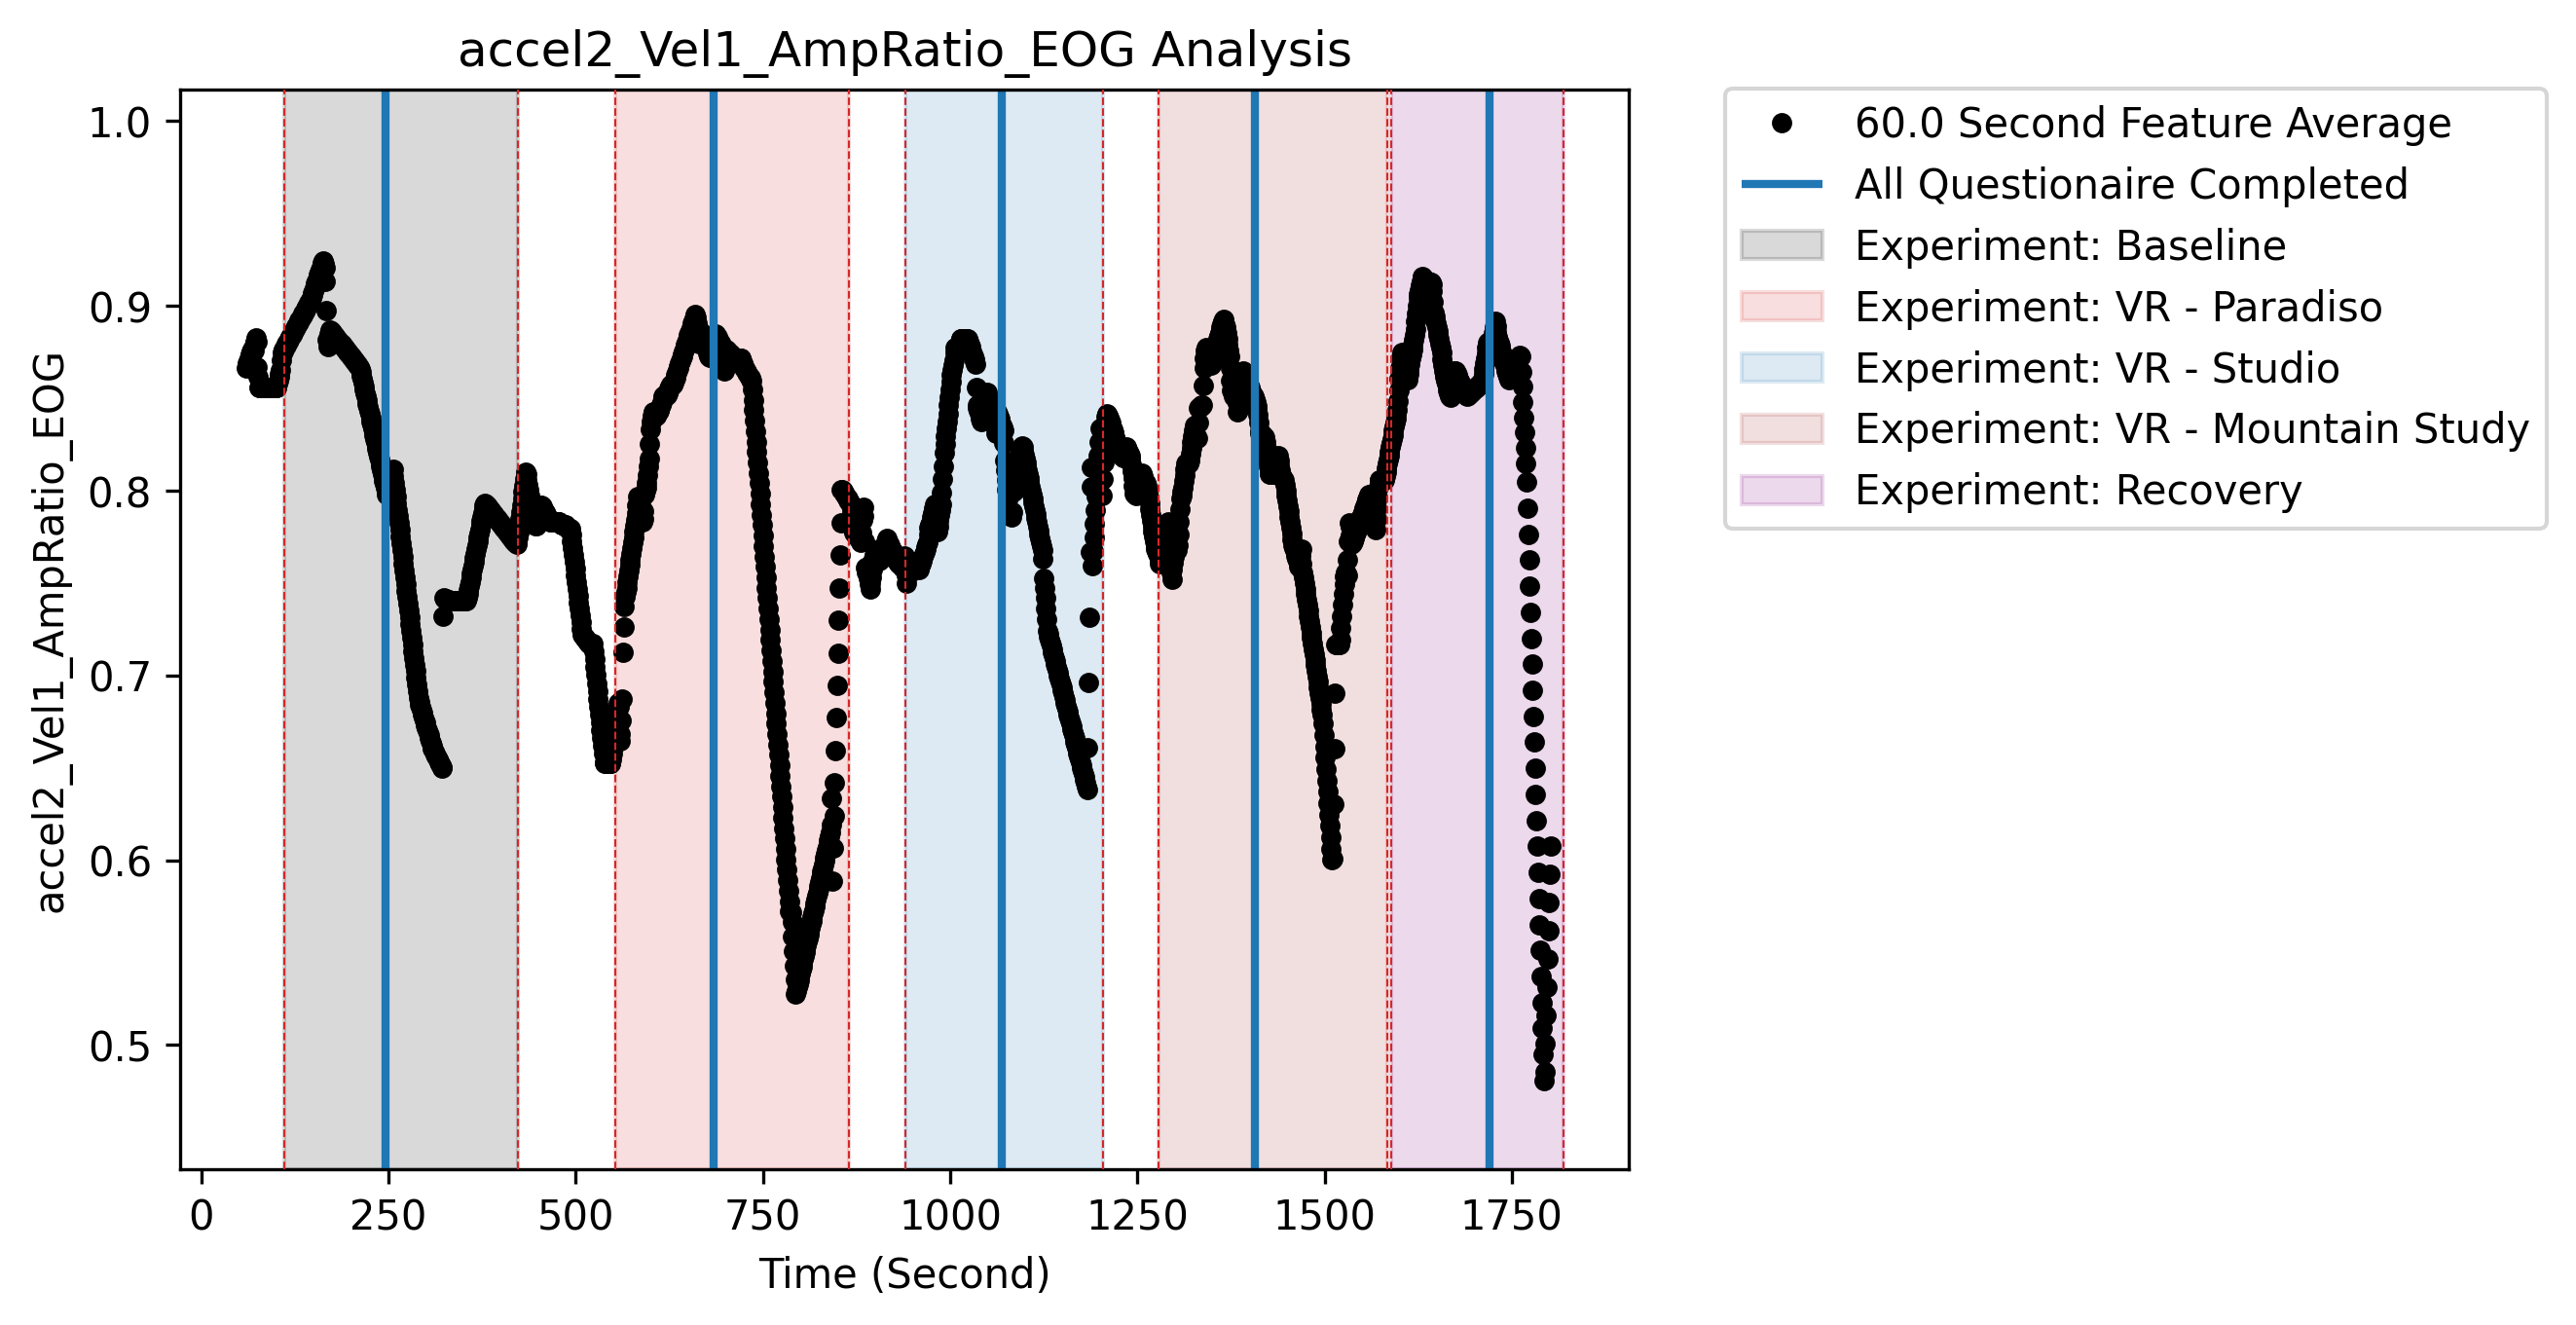 accel2_Vel1_AmpRatio_EOG Analysis
accel2_Vel1_AmpRatio_EOG
1.0
0.9
0.8
0.7
0.6
0.5
0
250
500
750
1000
1250
1500
1750
Time (Second)
60.0 Second Feature Average
All Questionaire Completed
Experiment: Baseline
Experiment: VR - Paradiso
Experiment: VR - Studio
Experiment: VR - Mountain Study
Experiment: Recovery